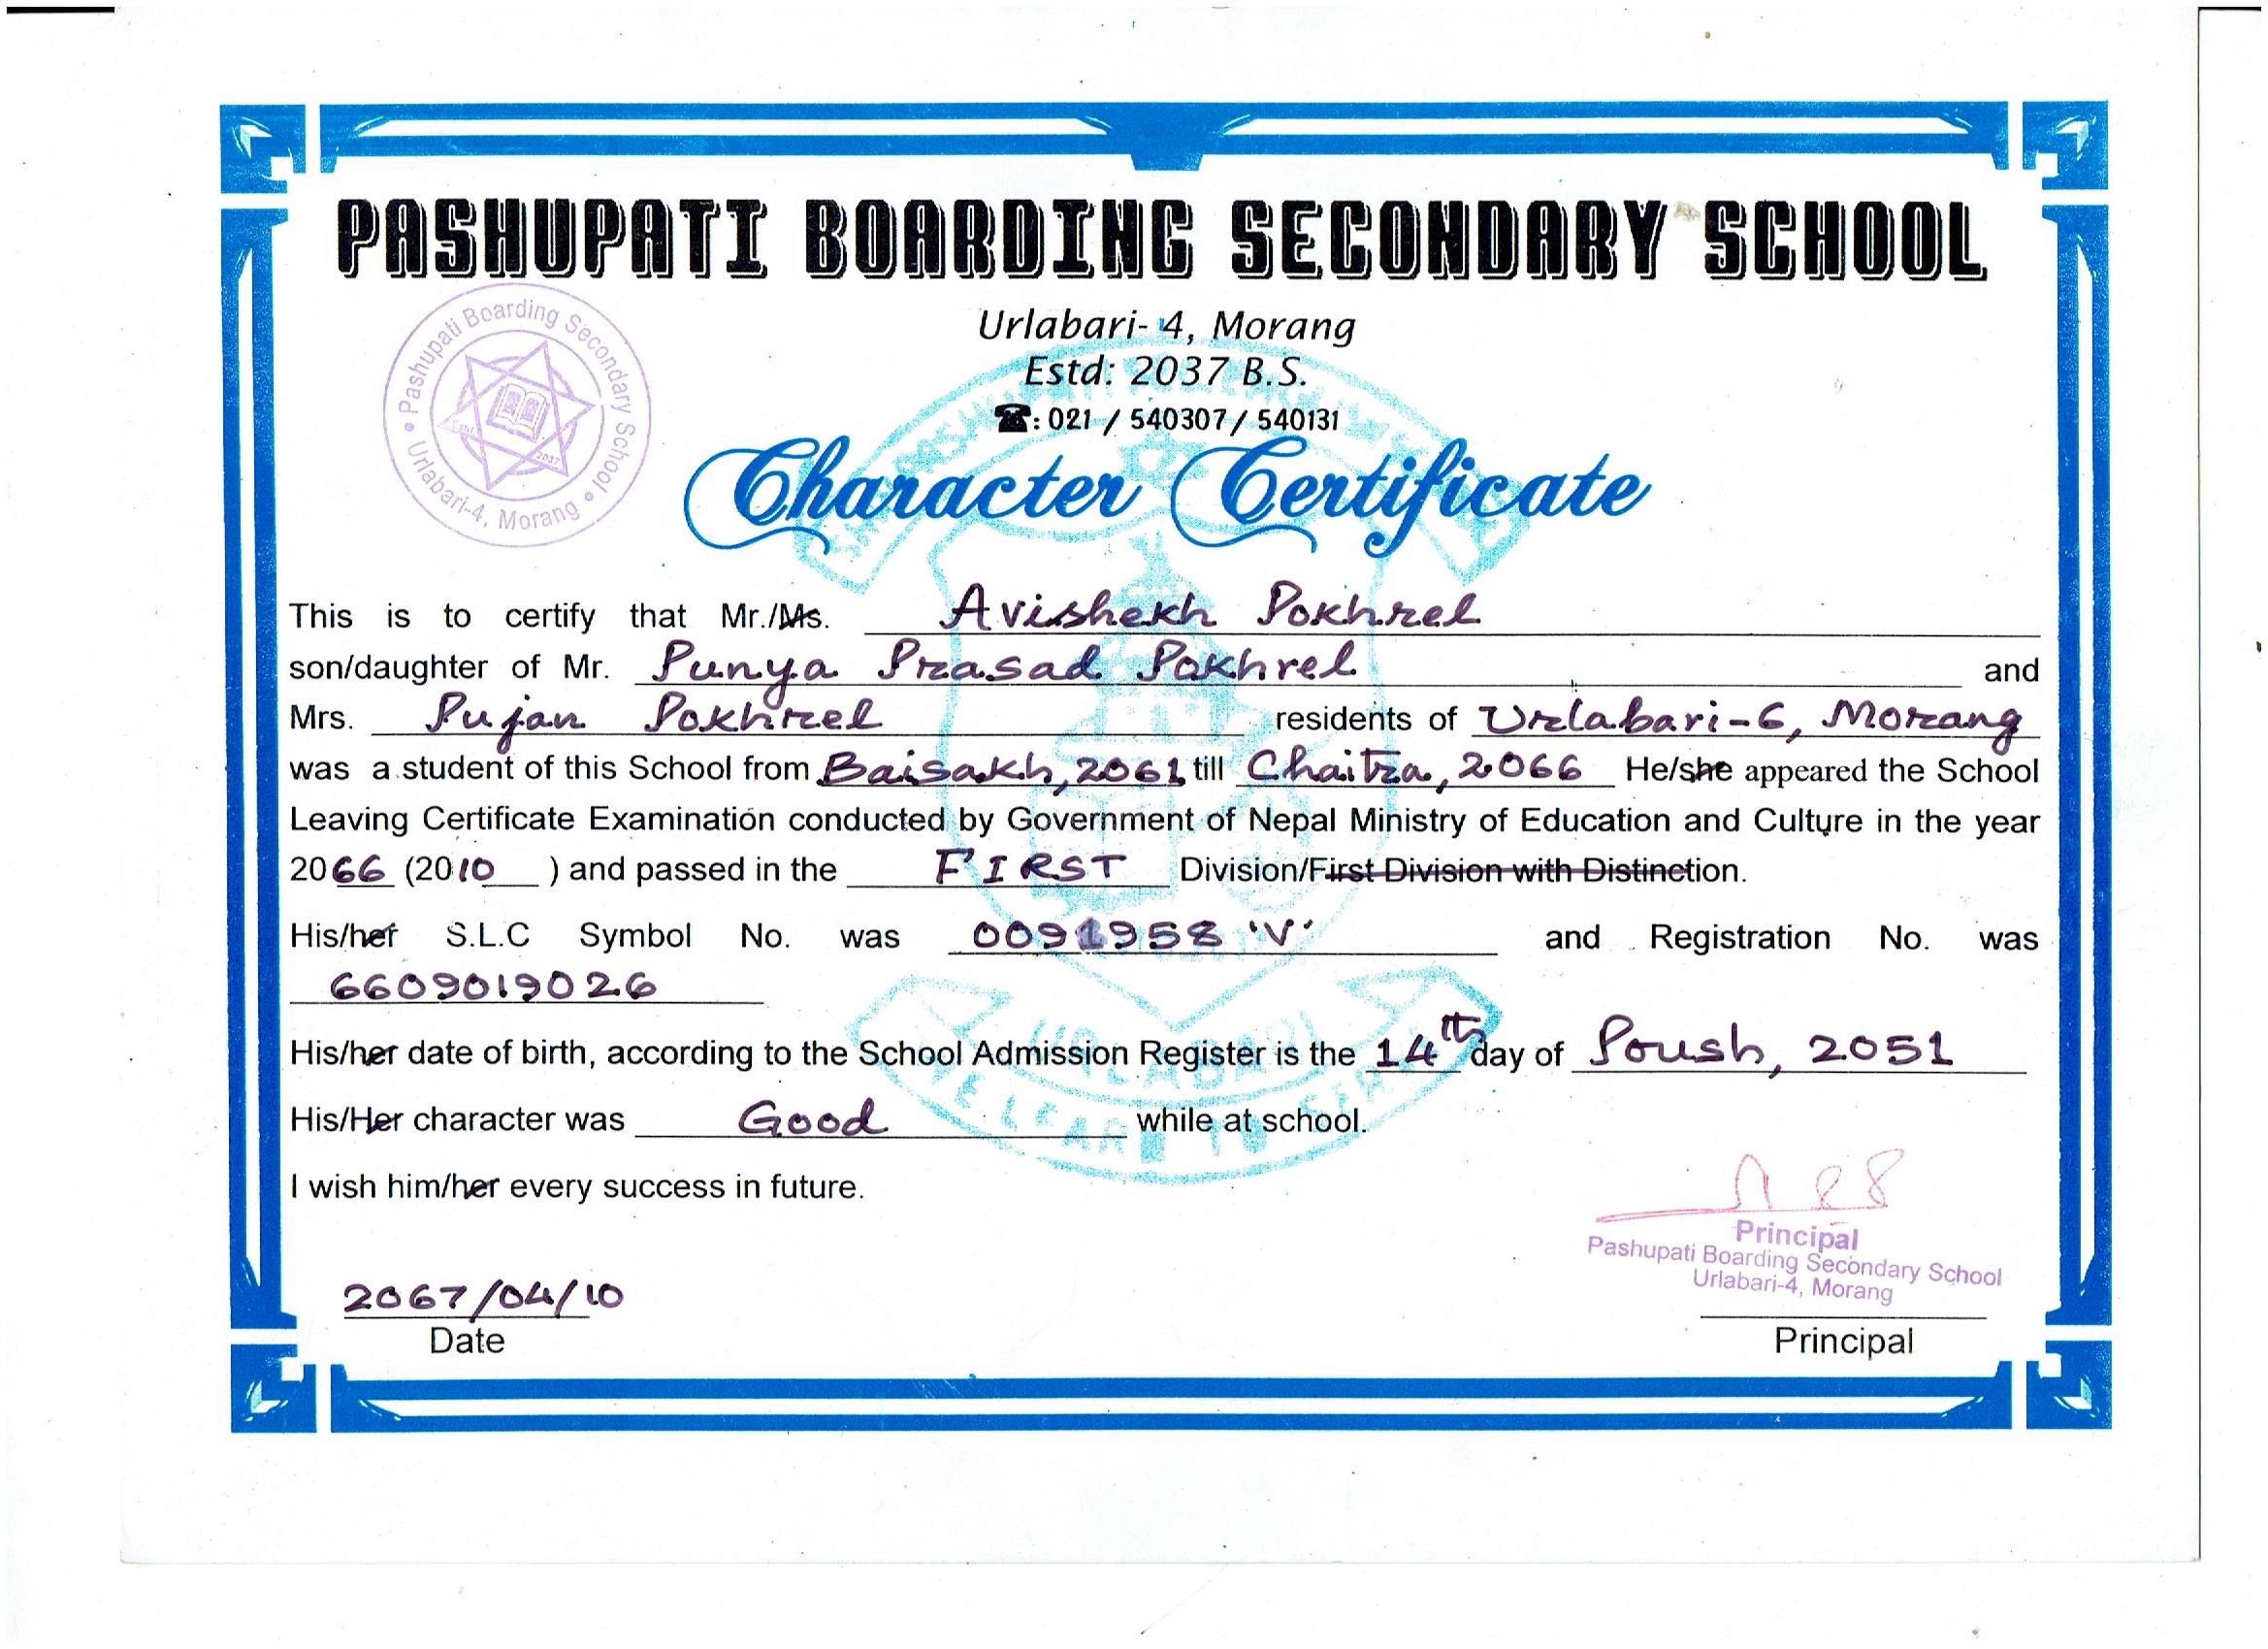 PASHUPATI BOARDING SECONDARY SCHOOL
Urlabari- 4, Morang
Estd: 2037 B.S.
☎: 021 / 540307 / 540131
Pashupati Boarding Secondary School
Urlabari-4, Morang
Estd. 2037
Character Certificate
This is to certify that Mr./Ms. Avishekh Pokhrel
son/daughter of Mr. Punya Prasad Pokhrel and
Mrs. Pujan Pokhrel residents of Urlabari-6, Morang
was a student of this School from Baisakh, 2061 till Chaitra, 2066 He/she appeared the School
Leaving Certificate Examination conducted by Government of Nepal Ministry of Education and Culture in the year
2066 (2010 ) and passed in the FIRST Division/First Division with Distinction.
His/her S.L.C Symbol No. was 0091958 'V' and Registration No. was
6609019026
His/her date of birth, according to the School Admission Register is the 14th day of Poush, 2051
His/Her character was Good while at school.
I wish him/her every success in future.
URLABARI
WE LEARN TO SERVE
Principal
Pashupati Boarding Secondary School
Urlabari-4, Morang
2067/04/10
Date
Principal